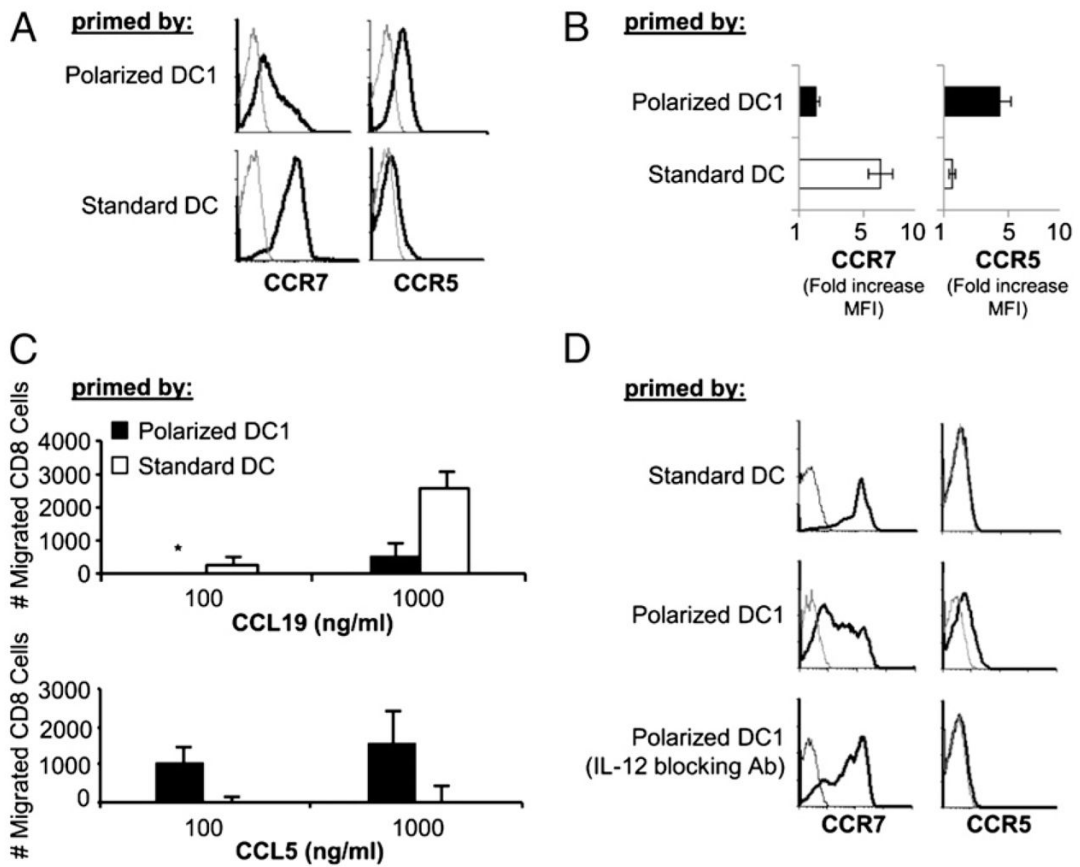 A
primed by:
Polarized DC1
Standard DC
CCR7
CCR5
B
primed by:
Polarized DC1
Standard DC
1 5 10
1 5 10
CCR7
(Fold increase
MFI)
CCR5
(Fold increase
MFI)
C
primed by:
Polarized DC1
Standard DC
# Migrated CD8 Cells
4000
3000
2000
1000
0
*
100 1000
CCL19 (ng/ml)
# Migrated CD8 Cells
3000
2000
1000
0
100 1000
CCL5 (ng/ml)
D
primed by:
Standard DC
Polarized DC1
Polarized DC1
(IL-12 blocking Ab)
CCR7
CCR5